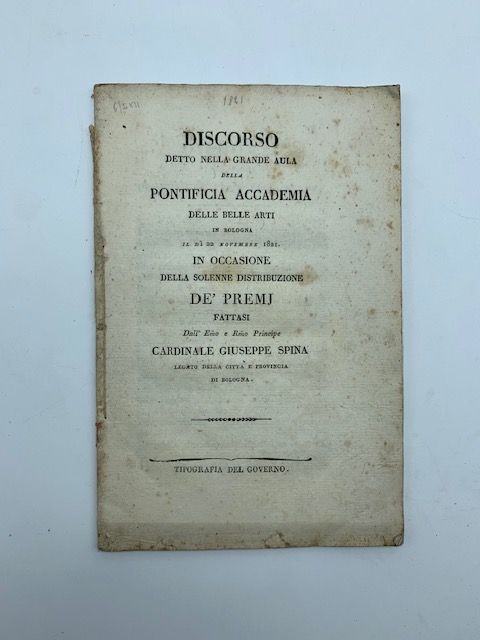 1821
DISCORSO
DETTO NELLA GRANDE AULA
DELLA
PONTIFICIA ACCADEMIA
DELLE BELLE ARTI
IN BOLOGNA
IL DÌ 22 NOVEMBRE 1821.
IN OCCASIONE
DELLA SOLENNE DISTRIBUZIONE
DE' PREMJ
FATTASI
Dall' Emo e Rmo Principe
CARDINALE GIUSEPPE SPINA
LEGATO DELLA CITTÀ E PROVINCIA
DI BOLOGNA.
TIPOGRAFIA DEL GOVERNO.